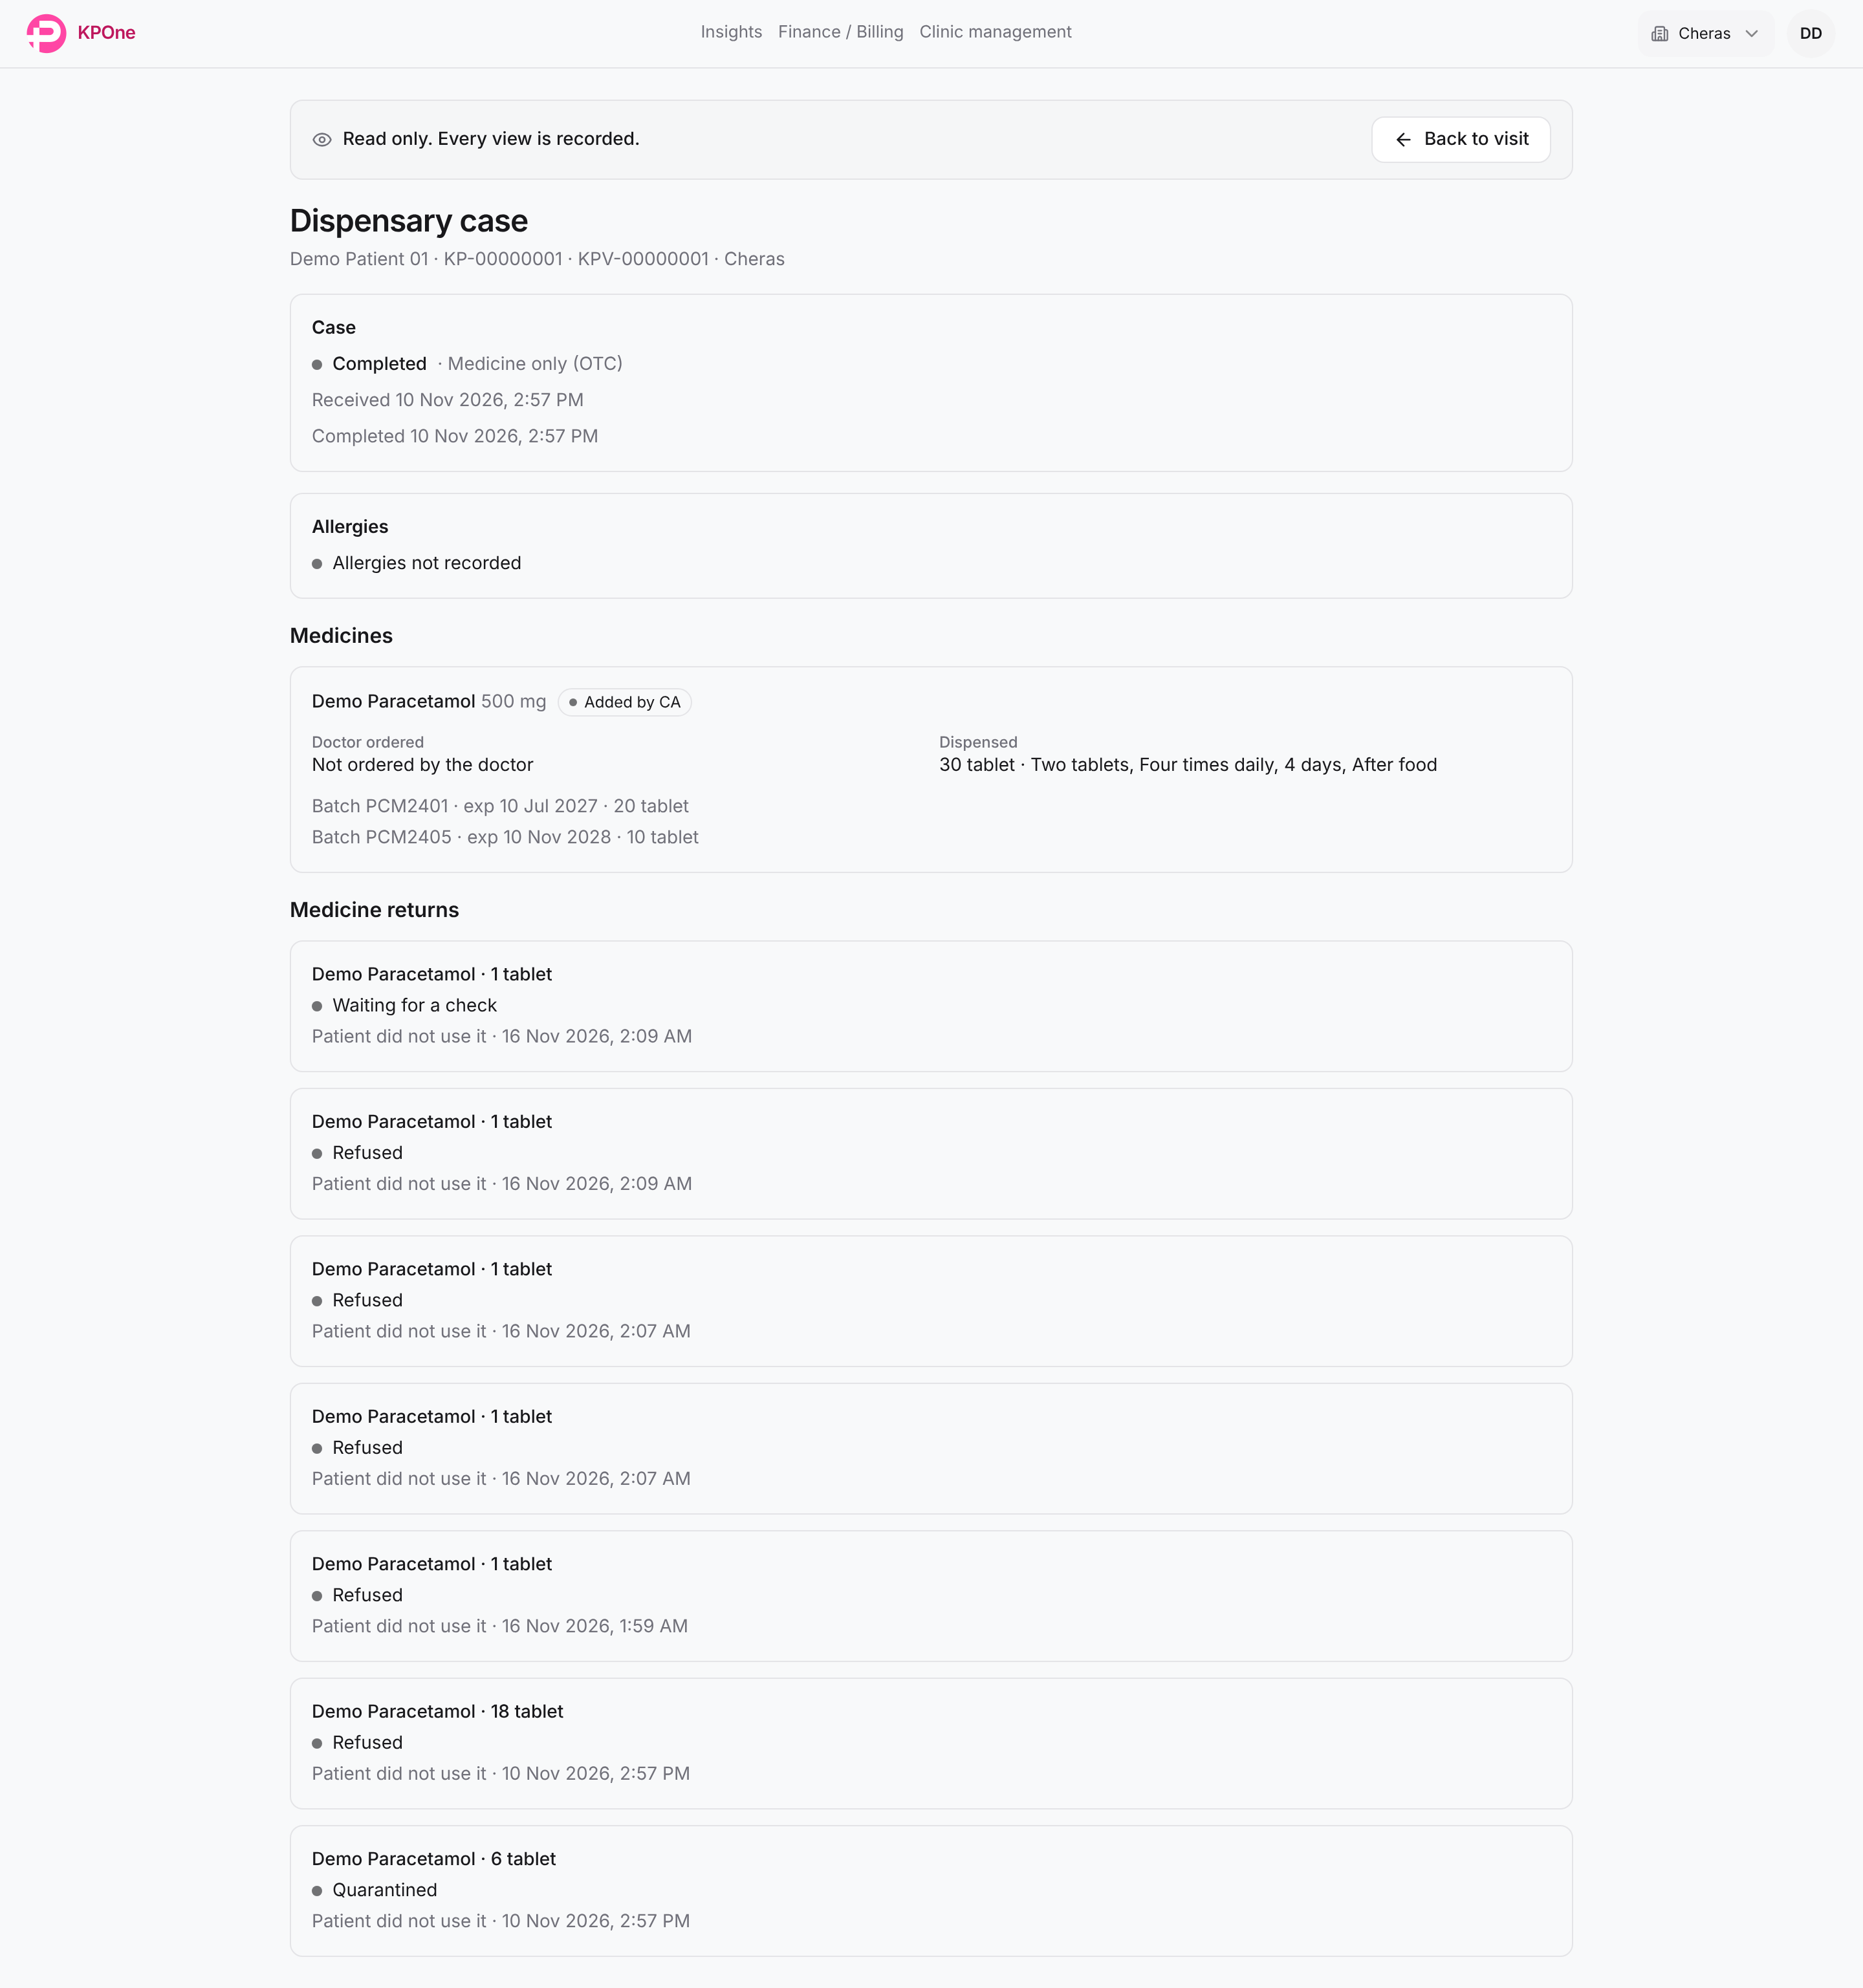 KPOne
Insights Finance / Billing Clinic management
Cheras
DD
Read only. Every view is recorded.
Back to visit
Dispensary case
Demo Patient 01 · KP-00000001 · KPV-00000001 · Cheras
Case
Completed · Medicine only (OTC)
Received 10 Nov 2026, 2:57 PM
Completed 10 Nov 2026, 2:57 PM
Allergies
Allergies not recorded
Medicines
Demo Paracetamol 500 mg Added by CA
Doctor ordered
Not ordered by the doctor
Dispensed
30 tablet · Two tablets, Four times daily, 4 days, After food
Batch PCM2401 · exp 10 Jul 2027 · 20 tablet
Batch PCM2405 · exp 10 Nov 2028 · 10 tablet
Medicine returns
Demo Paracetamol · 1 tablet
Waiting for a check
Patient did not use it · 16 Nov 2026, 2:09 AM
Demo Paracetamol · 1 tablet
Refused
Patient did not use it · 16 Nov 2026, 2:09 AM
Demo Paracetamol · 1 tablet
Refused
Patient did not use it · 16 Nov 2026, 2:07 AM
Demo Paracetamol · 1 tablet
Refused
Patient did not use it · 16 Nov 2026, 2:07 AM
Demo Paracetamol · 1 tablet
Refused
Patient did not use it · 16 Nov 2026, 1:59 AM
Demo Paracetamol · 18 tablet
Refused
Patient did not use it · 10 Nov 2026, 2:57 PM
Demo Paracetamol · 6 tablet
Quarantined
Patient did not use it · 10 Nov 2026, 2:57 PM